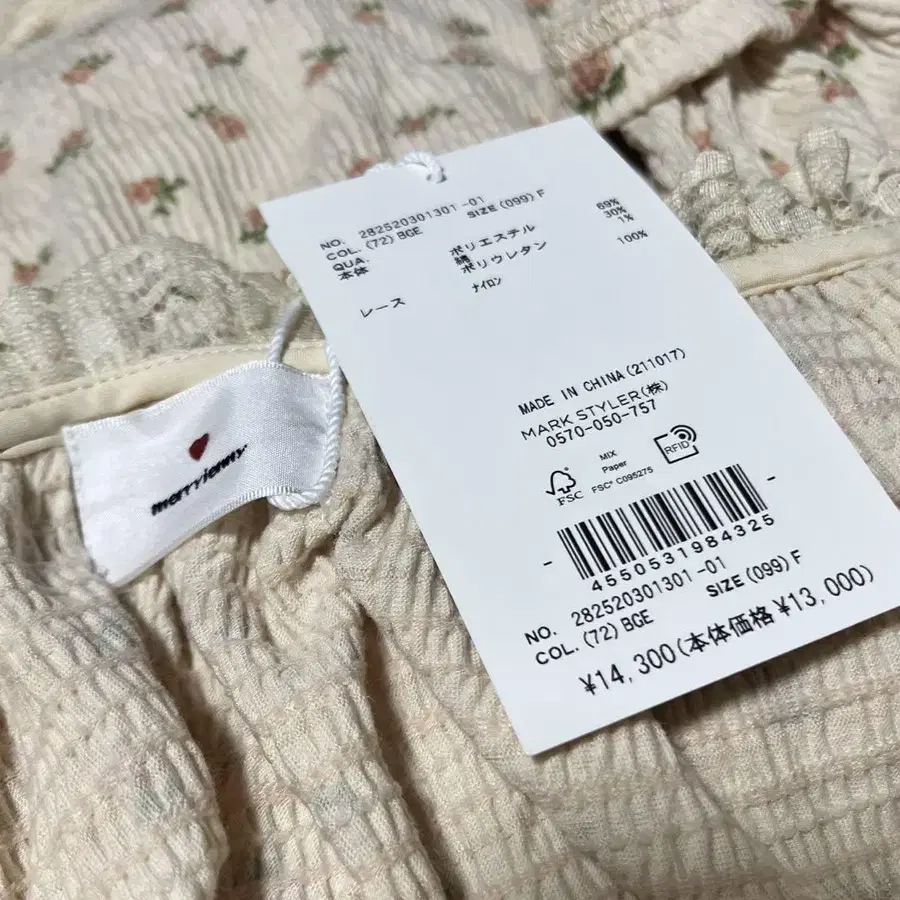 merry jenny
NO. 282520301301 -01 SIZE (099) F
COL. (72) BGE
QUA.
本体 ポリエステル 69%
綿 30%
ポリウレタン 1%
レース ナイロン 100%
MADE IN CHINA (211017)
MARK STYLER(株)
0570-050-757
FSC
MIX
Paper
FSC® C095275
RFID
4550531984325
NO. 282520301301 -01 SIZE (099) F
COL. (72) BGE
¥14,300(本体価格¥13,000)